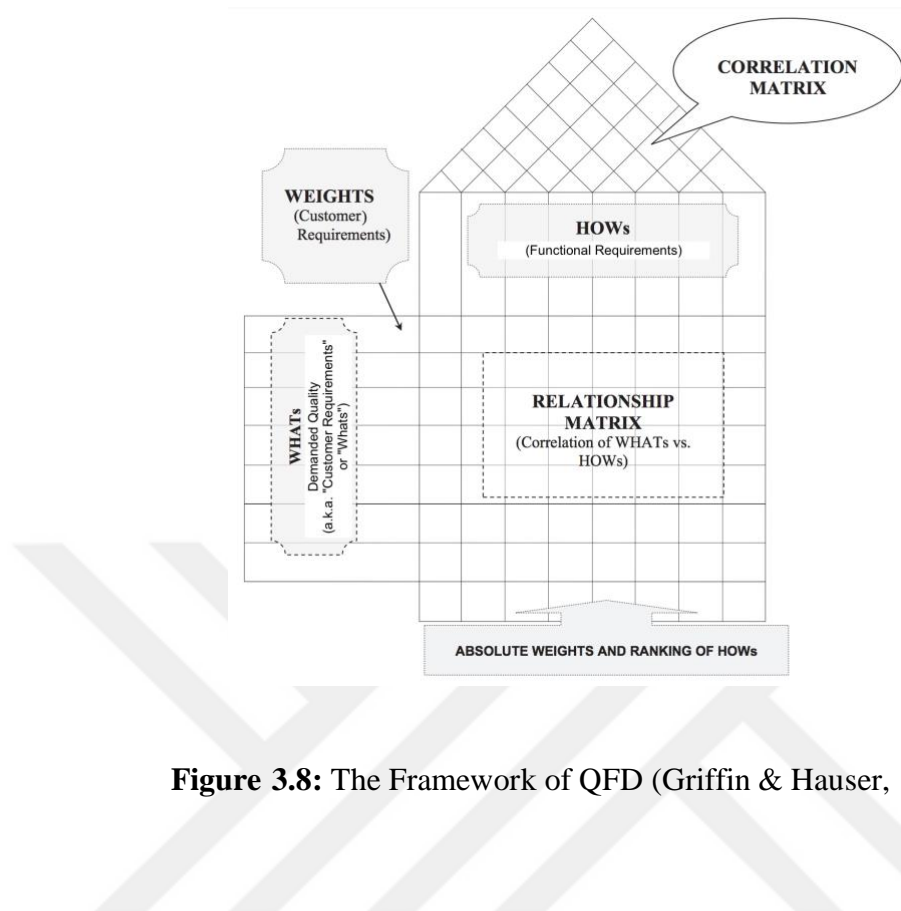 CORRELATION
MATRIX
WEIGHTS
(Customer)
Requirements)
HOWs
(Functional Requirements)
WHATs
Demanded Quality
(a.k.a. "Customer Requirements"
or "Whats")
RELATIONSHIP
MATRIX
(Correlation of WHATs vs.
HOWs)
ABSOLUTE WEIGHTS AND RANKING OF HOWs
Figure 3.8: The Framework of QFD (Griffin & Hauser,